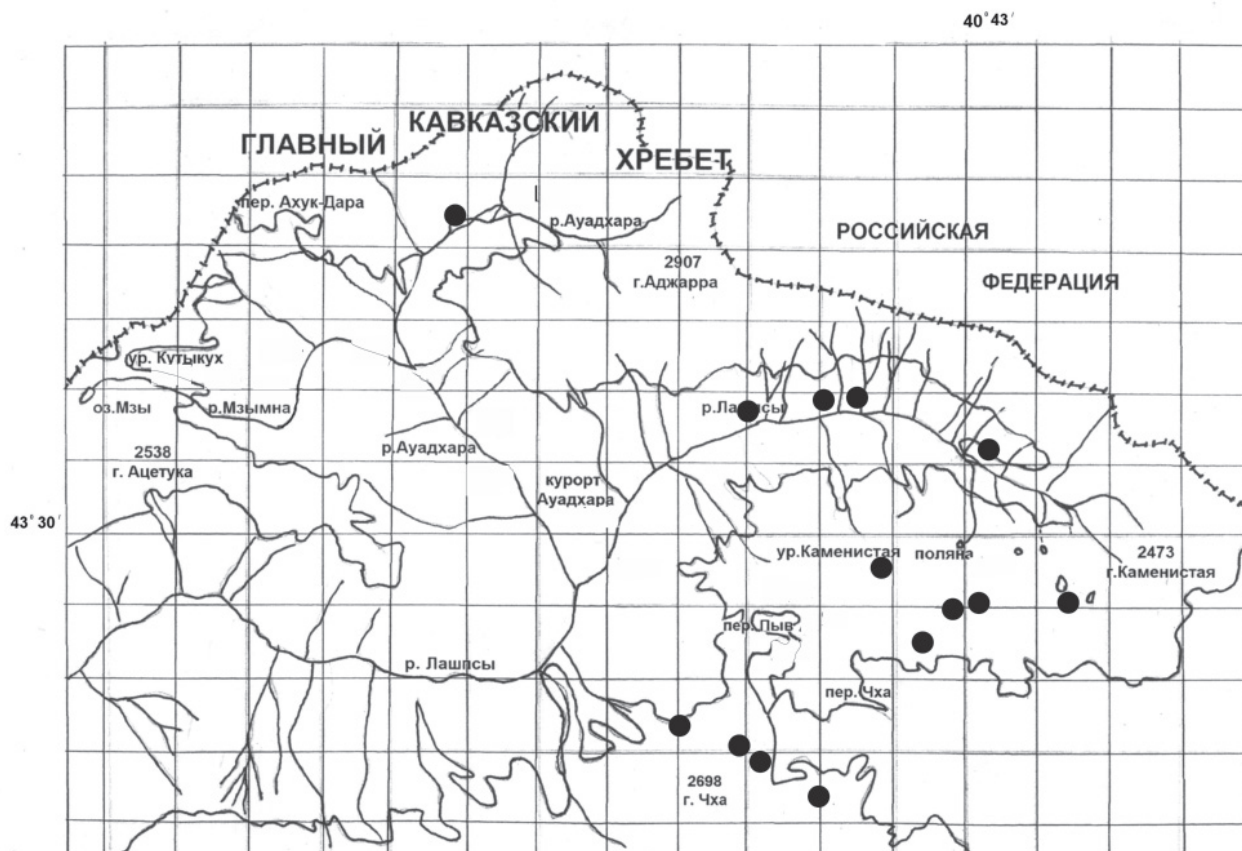 40°43′
КАВКАЗСКИЙ
ГЛАВНЫЙ
ХРЕБЕТ
пер. Ахук-Дара
р.Ауадхара
РОССИЙСКАЯ
2907
г.Аджарра
ФЕДЕРАЦИЯ
ур. Кутыкух
оз.Мзы
р.Мзымна
р.Лашпсы
р.Ауадхара
2538
г. Ацетука
курорт
Ауадхара
43°30′
ур.Каменистая поляна
2473
г.Каменистая
пер. Пыв
р. Лашпсы
пер. Чха
2698
г. Чха